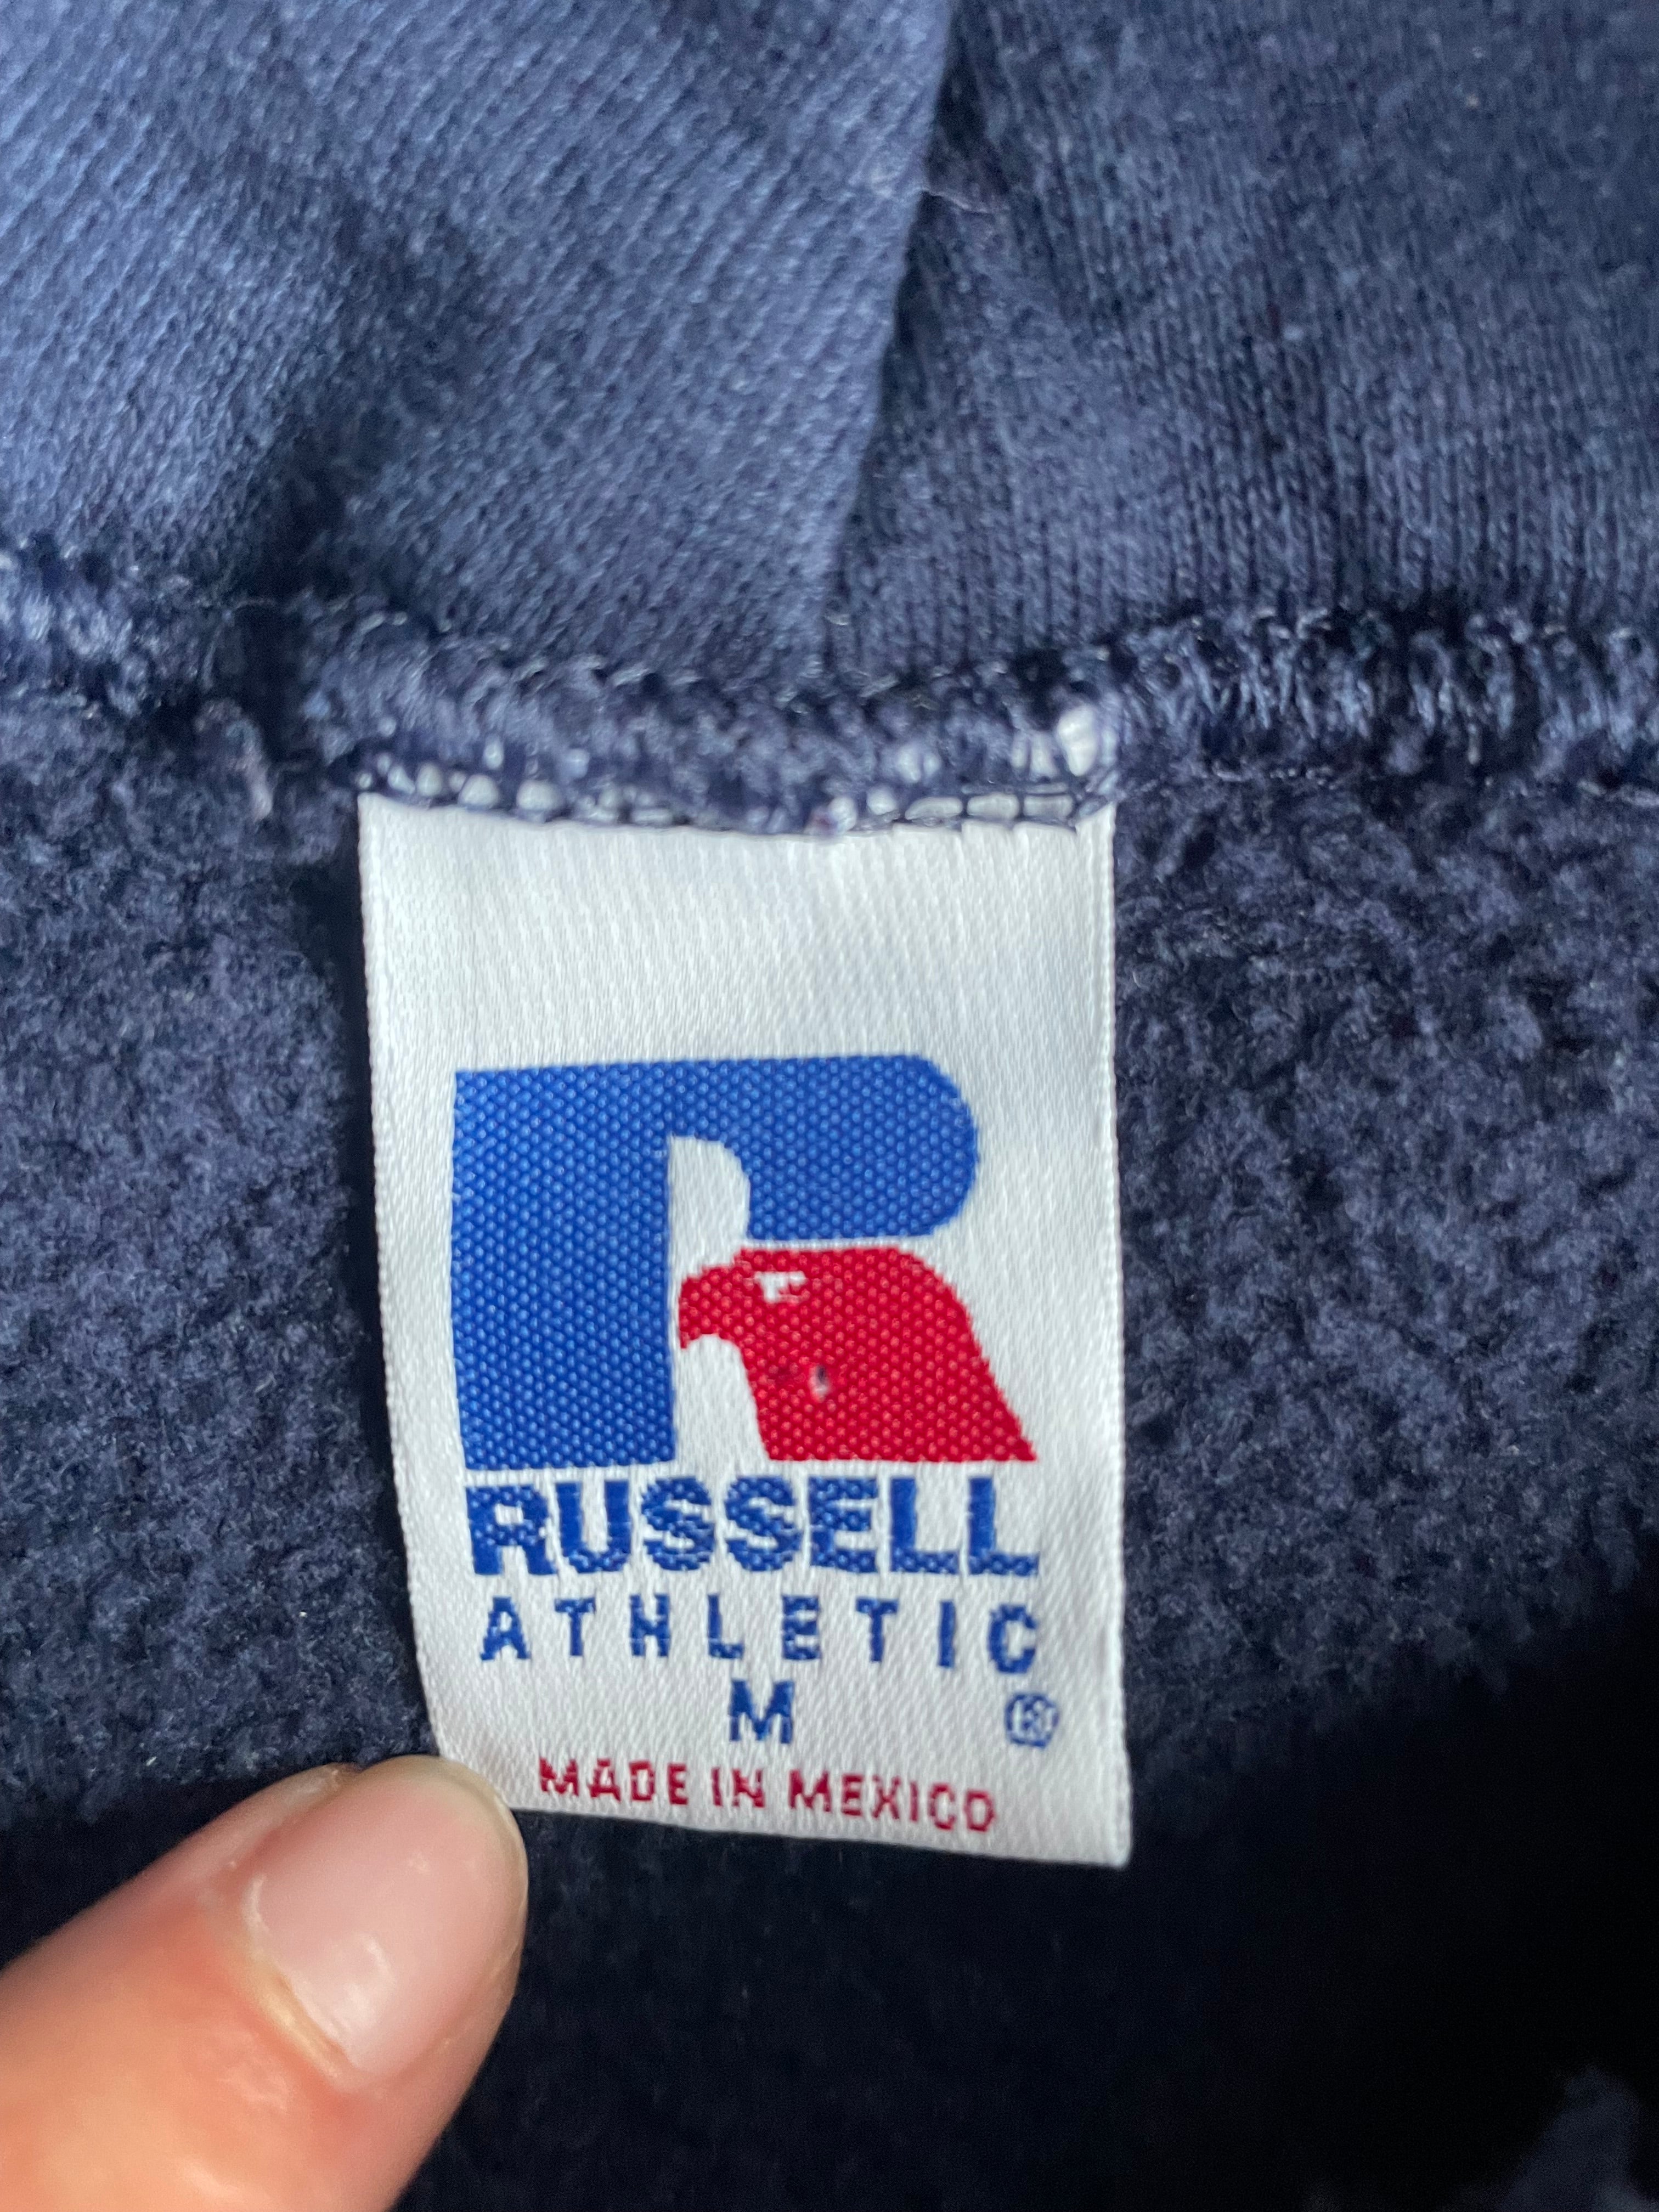 RUSSELL
ATHLETIC
M ®
MADE IN MEXICO